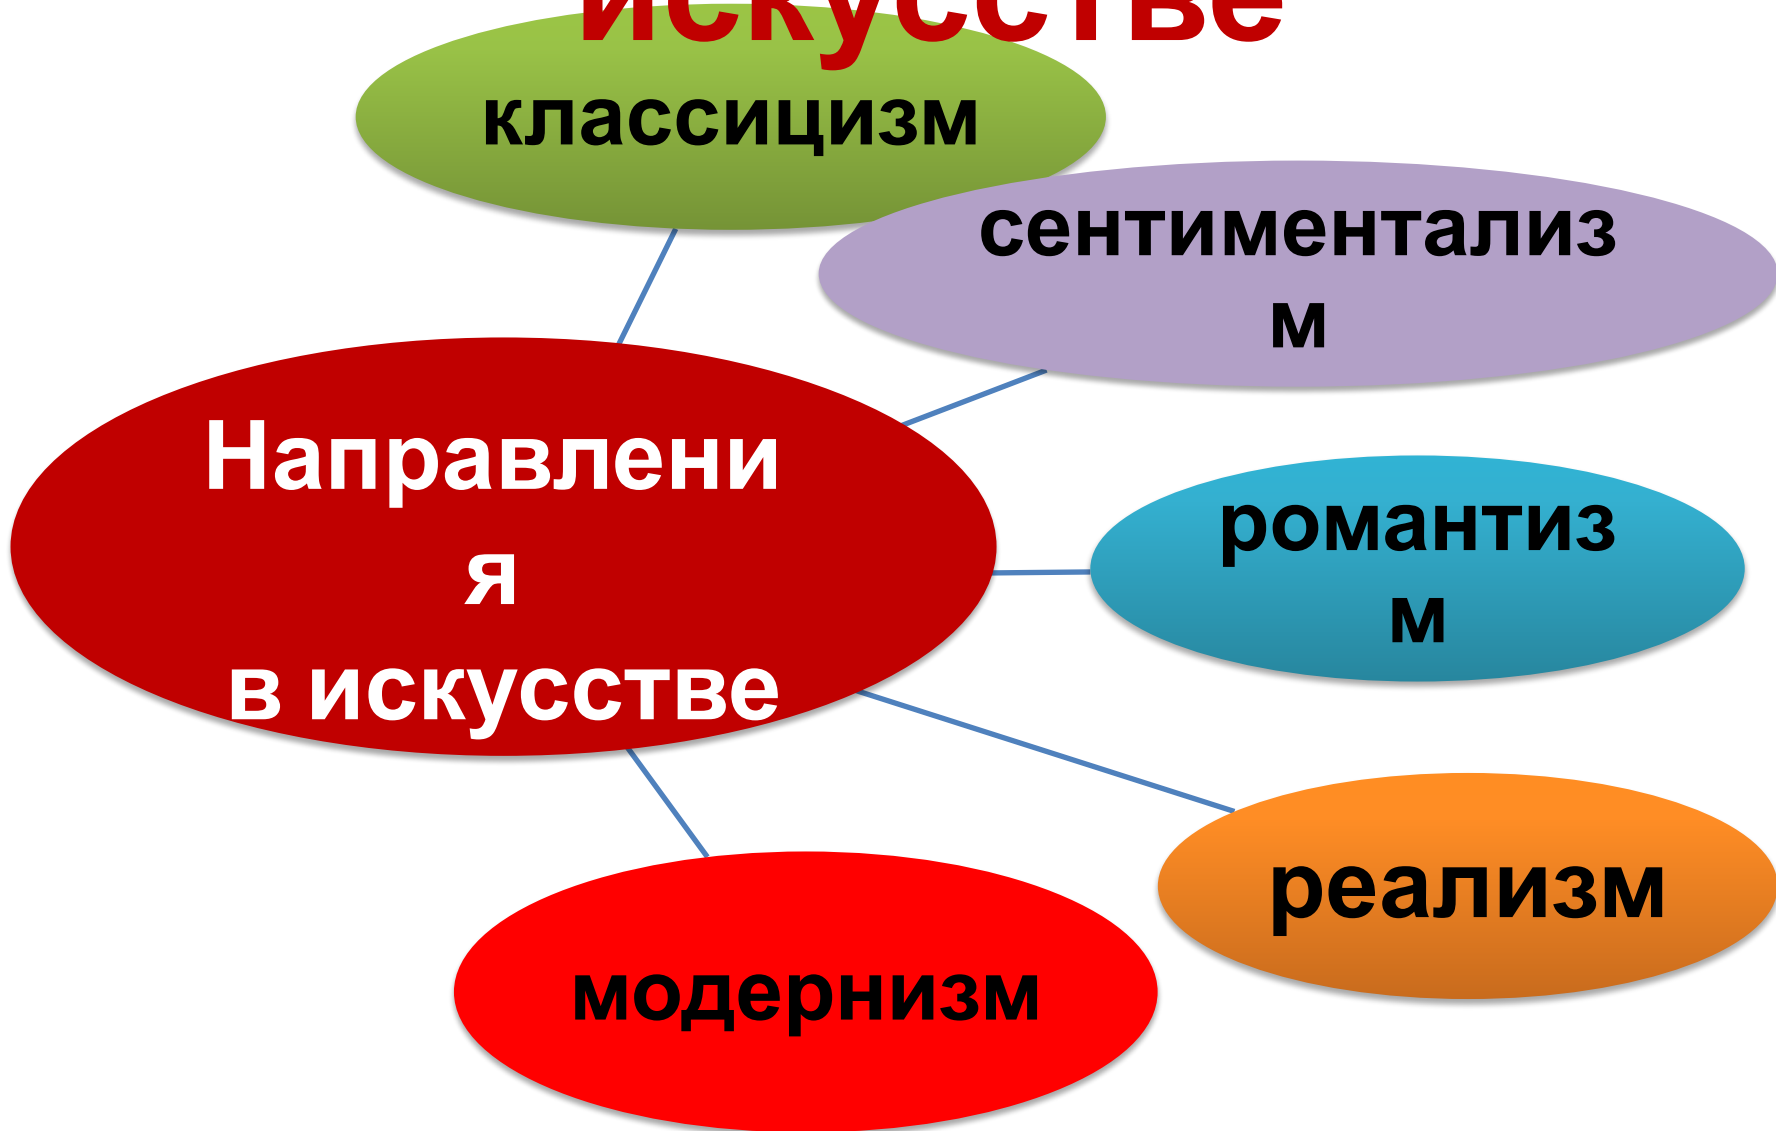 искусстве
классицизм
сентиментализ
м
Направлени
я
в искусстве
романтиз
м
реализм
модернизм